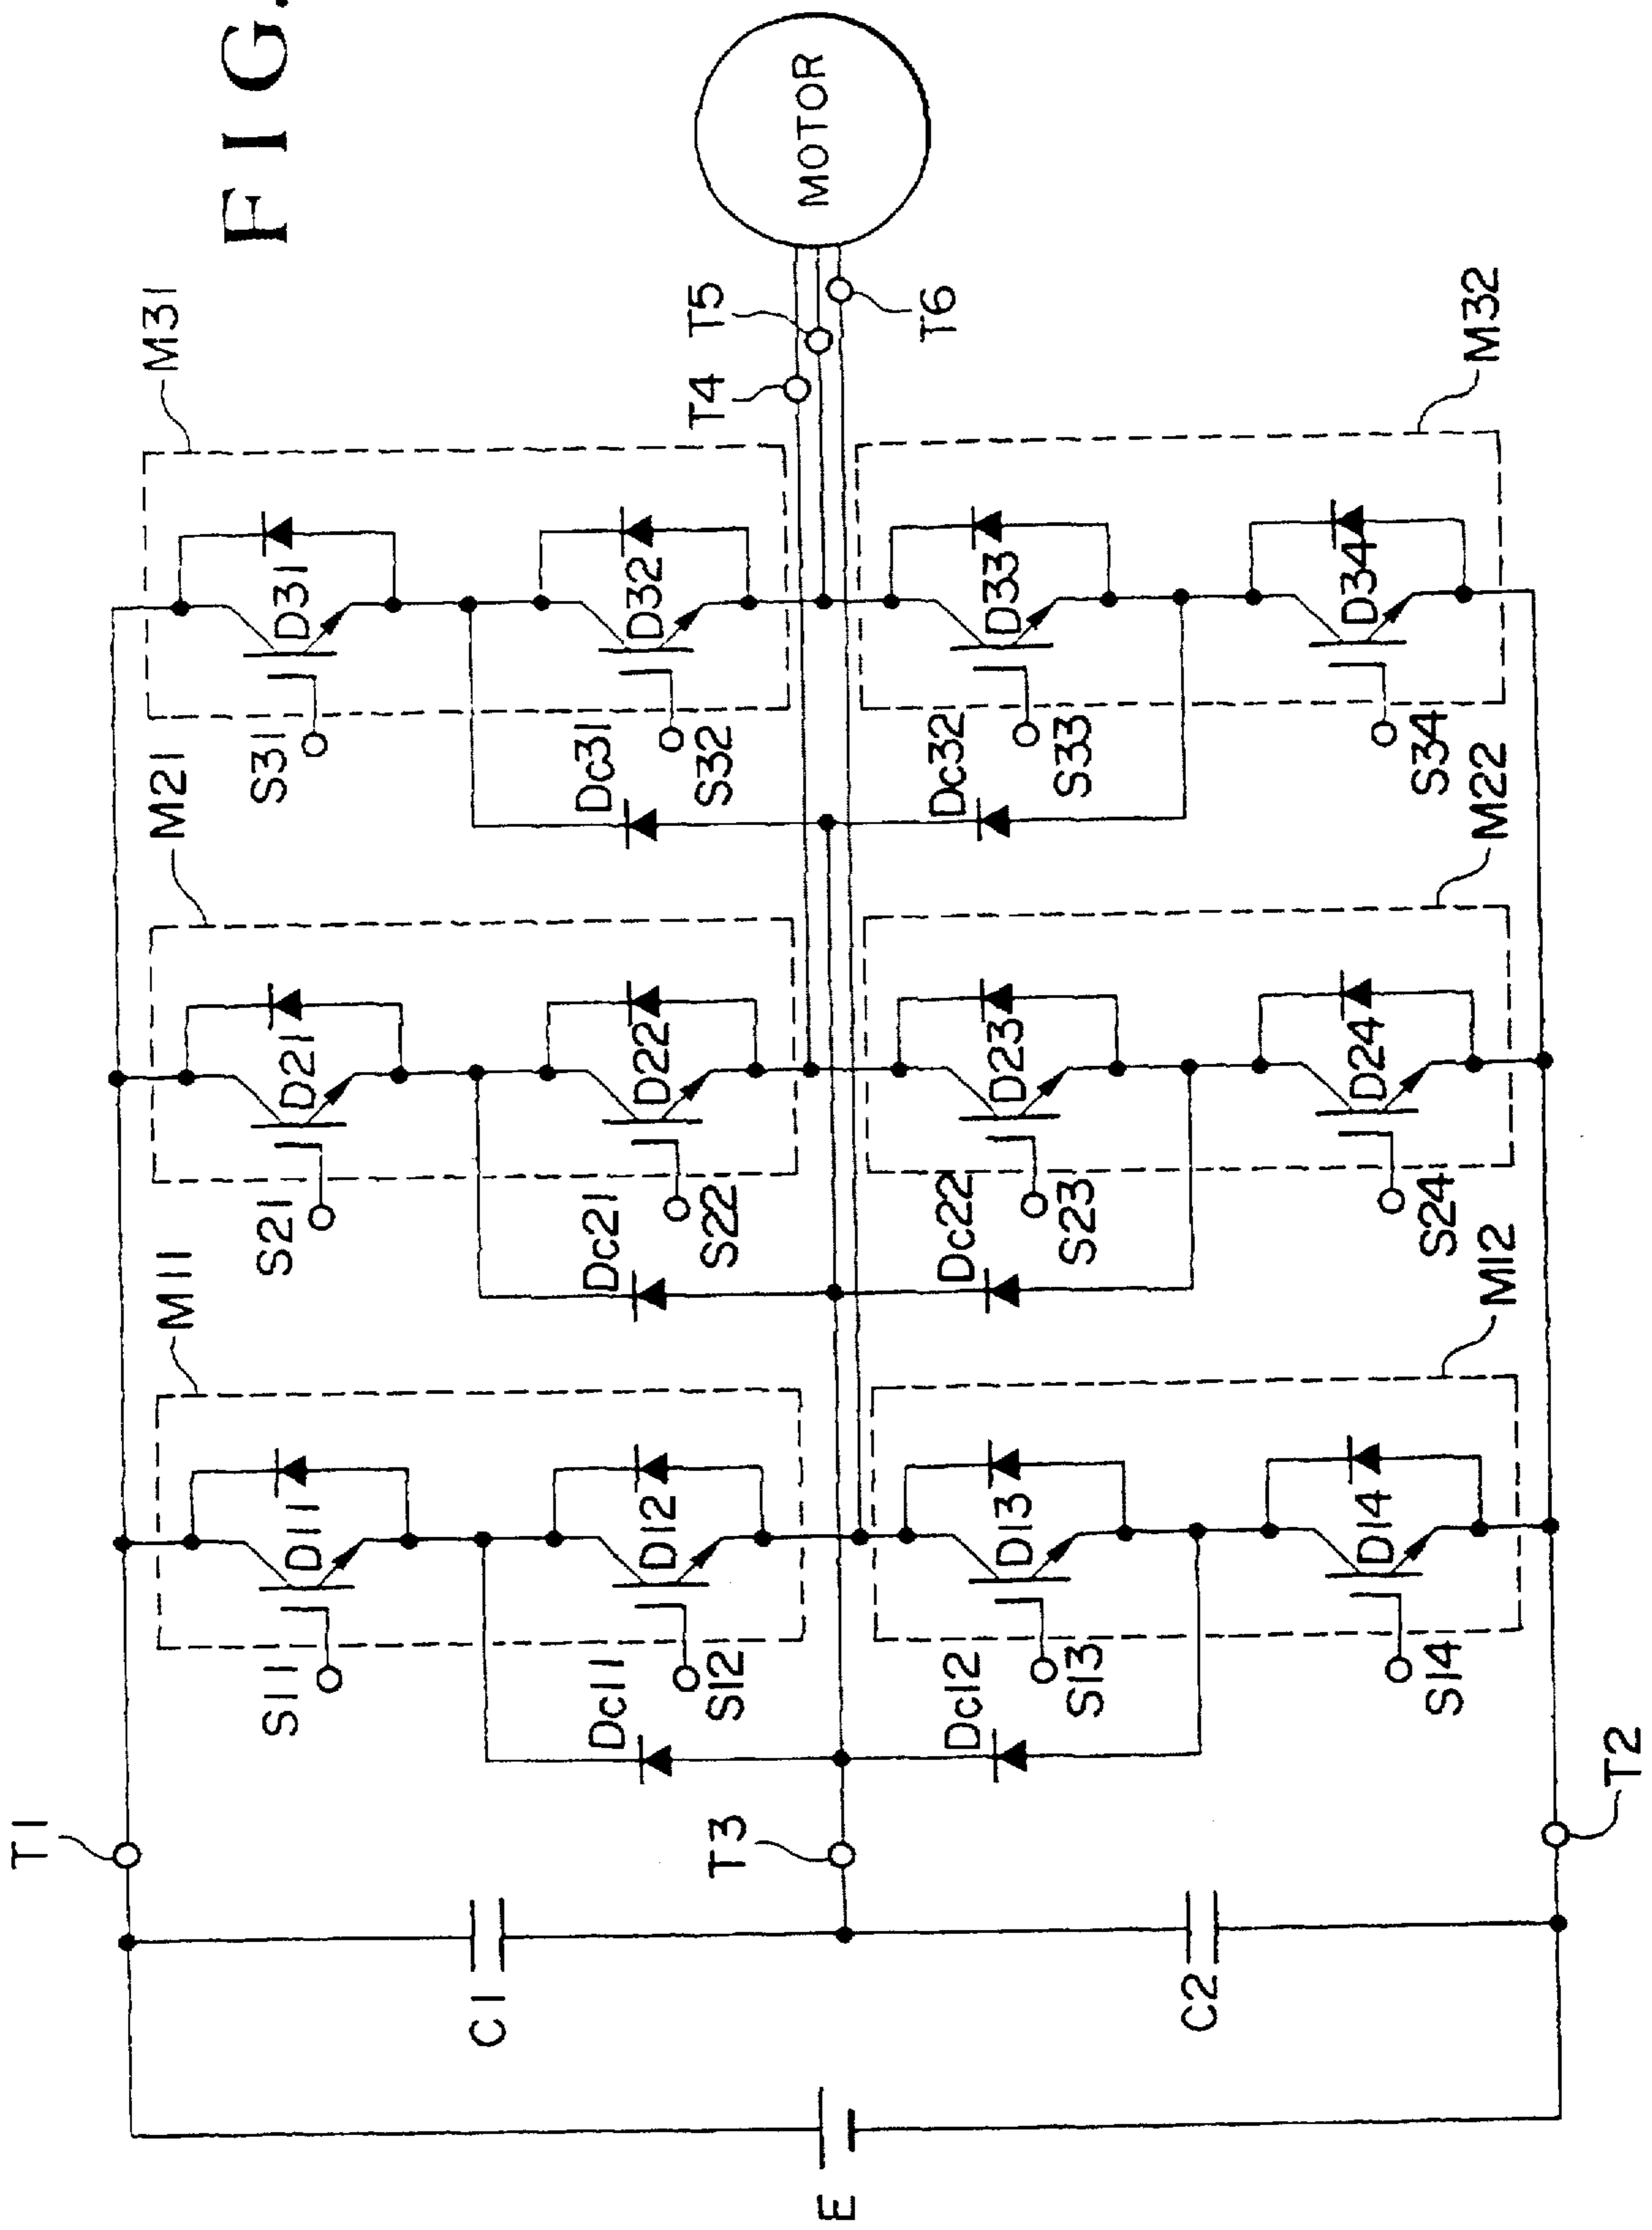 FIG.
MOTOR
M31
T5
T4
T6
M32
D31
D32
D33
D34
S31
Dc31
S32
Dc32
S33
S34
M21
M22
D21
D22
D23
D24
S21
Dc21
S22
Dc22
S23
S24
M11
M12
D11
D12
D13
D14
S11
Dc11
S12
Dc12
S13
S14
T1
T3
T2
C1
C2
E